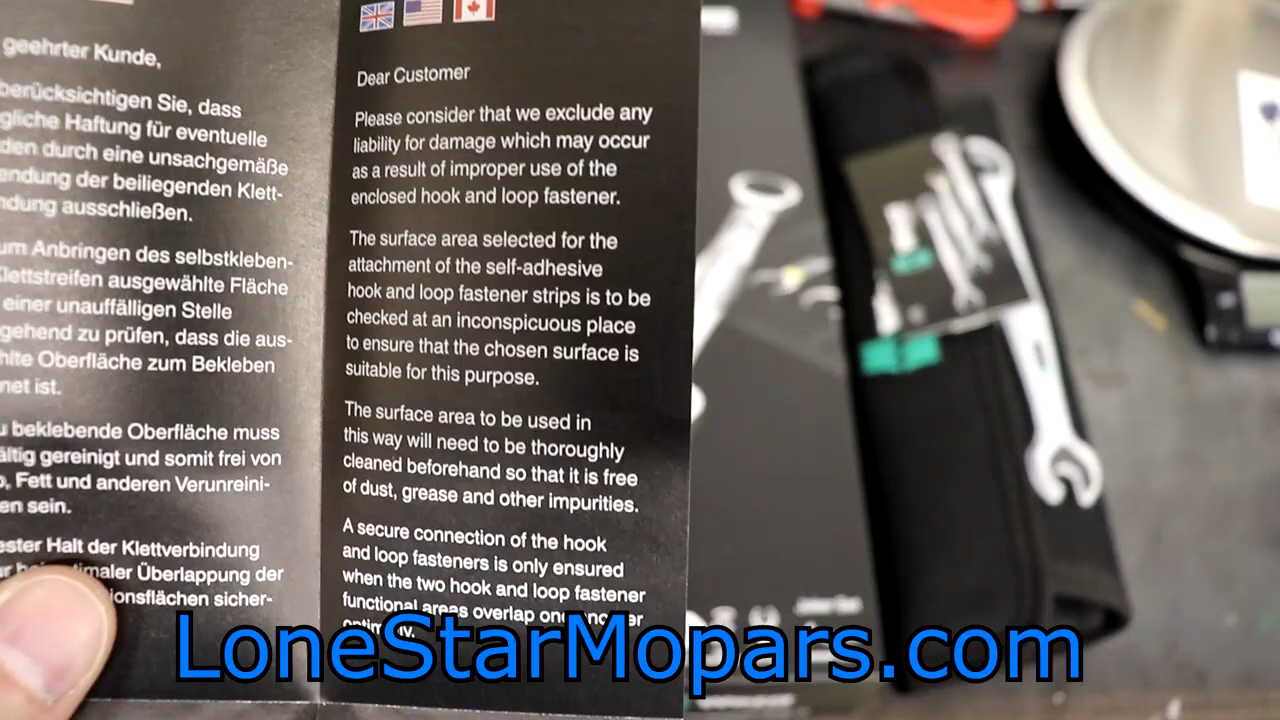 geehrter Kunde,
berücksichtigen Sie, dass
gliche Haftung für eventuelle
den durch eine unsachgemäße
endung der beiliegenden Klett-
ndung ausschließen.
um Anbringen des selbstkleben-
Klettstreifen ausgewählte Fläche
einer unauffälligen Stelle
gehend zu prüfen, dass die aus-
hlte Oberfläche zum Bekleben
net ist.
u beklebende Oberfläche muss
ältig gereinigt und somit frei von
b, Fett und anderen Verunreini-
en sein.
ester Halt der Klettverbindung
maler Überlappung der
ionsflächen sicher-
Dear Customer
Please consider that we exclude any
liability for damage which may occur
as a result of improper use of the
enclosed hook and loop fastener.
The surface area selected for the
attachment of the self-adhesive
hook and loop fastener strips is to be
checked at an inconspicuous place
to ensure that the chosen surface is
suitable for this purpose.
The surface area to be used in
this way will need to be thoroughly
cleaned beforehand so that it is free
of dust, grease and other impurities.
A secure connection of the hook
and loop fasteners is only ensured
when the two hook and loop fastener
functional areas overlap one another
optimally.
LoneStarMopars.com